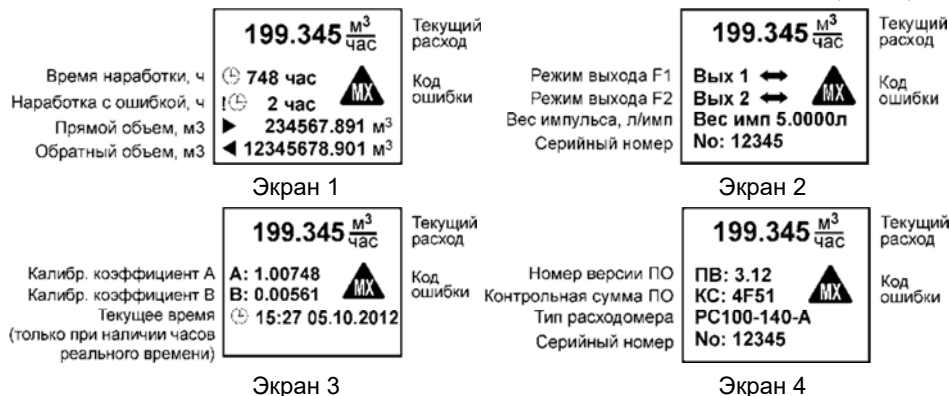 199.345 м³/час
Текущий расход
Время наработки, ч
748 час
Код ошибки
MX
Наработка с ошибкой, ч
! 2 час
Прямой объем, м3
▶ 234567.891 м³
Обратный объем, м3
◀ 12345678.901 м³
Экран 1
199.345 м³/час
Текущий расход
Режим выхода F1
Вых 1 ⬌
Код ошибки
MX
Режим выхода F2
Вых 2 ⬌
Вес импульса, л/имп
Вес имп 5.0000л
Серийный номер
No: 12345
Экран 2
199.345 м³/час
Текущий расход
Калибр. коэффициент А
A: 1.00748
Код ошибки
MX
Калибр. коэффициент В
B: 0.00561
Текущее время
15:27 05.10.2012
(только при наличии часов
реального времени)
Экран 3
199.345 м³/час
Текущий расход
Номер версии ПО
ПВ: 3.12
Код ошибки
MX
Контрольная сумма ПО
КС: 4F51
Тип расходомера
РС100-140-А
Серийный номер
No: 12345
Экран 4